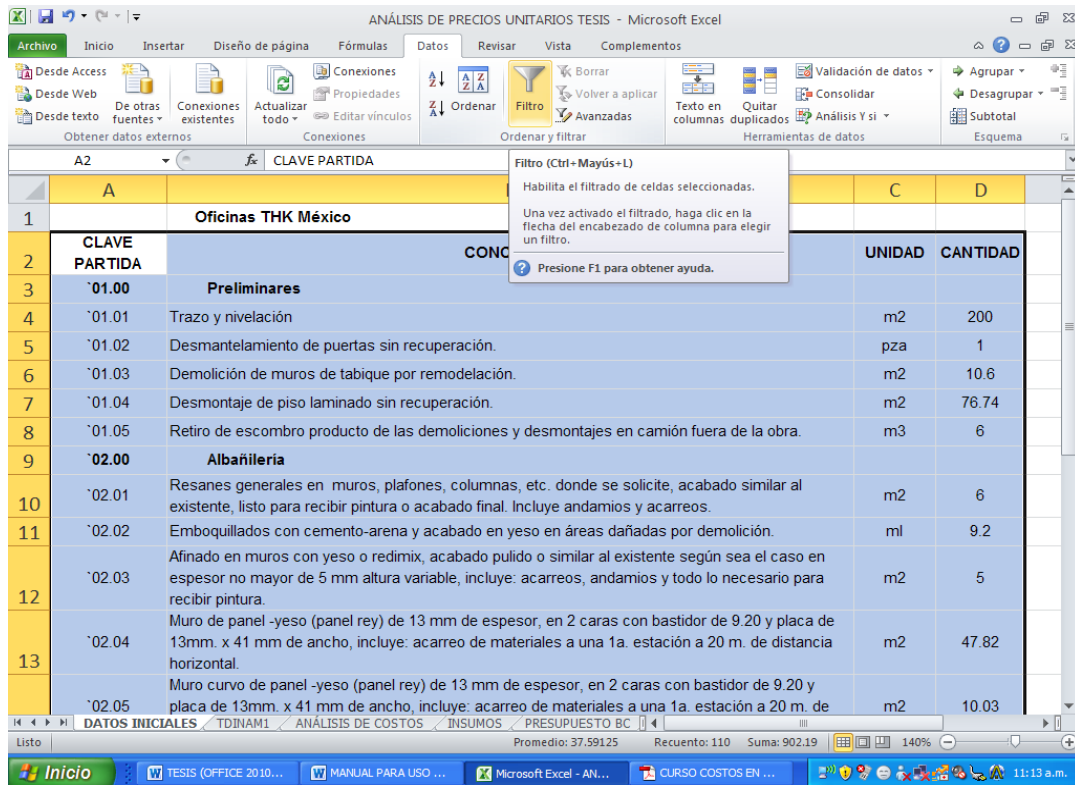 ANÁLISIS DE PRECIOS UNITARIOS TESIS - Microsoft Excel
Archivo Inicio Insertar Diseño de página Fórmulas Datos Revisar Vista Complementos
Desde Access
Desde Web
Desde texto
De otras fuentes
Conexiones existentes
Obtener datos externos
Actualizar todo
Conexiones
Propiedades
Editar vínculos
Conexiones
Ordenar
Filtro
Borrar
Volver a aplicar
Avanzadas
Ordenar y filtrar
Texto en columnas
Quitar duplicados
Validación de datos
Consolidar
Análisis Y si
Herramientas de datos
Agrupar
Desagrupar
Subtotal
Esquema
A2 fx CLAVE PARTIDA
Filtro (Ctrl+Mayús+L)
Habilita el filtrado de celdas seleccionadas.
Una vez activado el filtrado, haga clic en la
flecha del encabezado de columna para elegir
un filtro.
Presione F1 para obtener ayuda.
A C D
1 Oficinas THK México
2 CLAVE PARTIDA CONC UNIDAD CANTIDAD
3 `01.00 Preliminares
4 `01.01 Trazo y nivelación m2 200
5 `01.02 Desmantelamiento de puertas sin recuperación. pza 1
6 `01.03 Demolición de muros de tabique por remodelación. m2 10.6
7 `01.04 Desmontaje de piso laminado sin recuperación. m2 76.74
8 `01.05 Retiro de escombro producto de las demoliciones y desmontajes en camión fuera de la obra. m3 6
9 `02.00 Albañilería
10 `02.01 Resanes generales en muros, plafones, columnas, etc. donde se solicite, acabado similar al
existente, listo para recibir pintura o acabado final. Incluye andamios y acarreos. m2 6
11 `02.02 Emboquillados con cemento-arena y acabado en yeso en áreas dañadas por demolición. ml 9.2
12 `02.03 Afinado en muros con yeso o redimix, acabado pulido o similar al existente según sea el caso en
espesor no mayor de 5 mm altura variable, incluye: acarreos, andamios y todo lo necesario para
recibir pintura. m2 5
13 `02.04 Muro de panel -yeso (panel rey) de 13 mm de espesor, en 2 caras con bastidor de 9.20 y placa de
13mm. x 41 mm de ancho, incluye: acarreo de materiales a una 1a. estación a 20 m. de distancia
horizontal. m2 47.82
`02.05 Muro curvo de panel -yeso (panel rey) de 13 mm de espesor, en 2 caras con bastidor de 9.20 y
placa de 13mm. x 41 mm de ancho, incluye: acarreo de materiales a una 1a. estación a 20 m. de m2 10.03
DATOS INICIALES TDINAM1 ANÁLISIS DE COSTOS INSUMOS PRESUPUESTO BC
Listo Promedio: 37.59125 Recuento: 110 Suma: 902.19 140%
Inicio TESIS (OFFICE 2010... MANUAL PARA USO ... Microsoft Excel - AN... CURSO COSTOS EN ... 11:13 a.m.